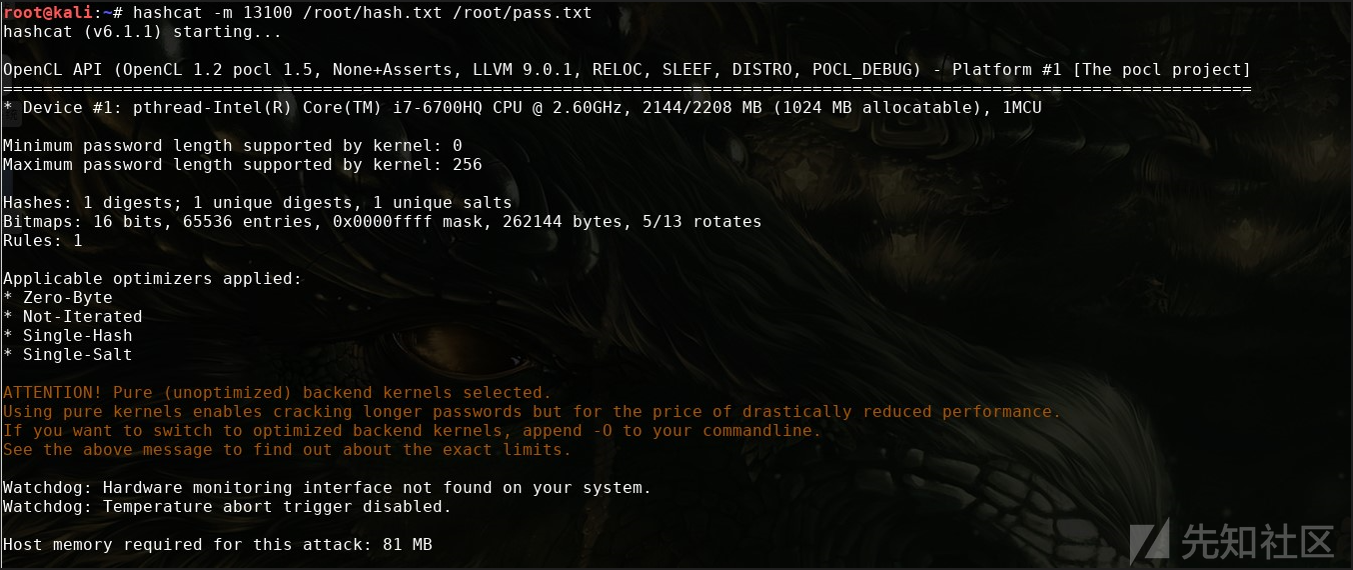 root@kali:~# hashcat -m 13100 /root/hash.txt /root/pass.txt
hashcat (v6.1.1) starting...
OpenCL API (OpenCL 1.2 pocl 1.5, None+Asserts, LLVM 9.0.1, RELOC, SLEEF, DISTRO, POCL_DEBUG) - Platform #1 [The pocl project]
=============================================================================================================================
* Device #1: pthread-Intel(R) Core(TM) i7-6700HQ CPU @ 2.60GHz, 2144/2208 MB (1024 MB allocatable), 1MCU
Minimum password length supported by kernel: 0
Maximum password length supported by kernel: 256
Hashes: 1 digests; 1 unique digests, 1 unique salts
Bitmaps: 16 bits, 65536 entries, 0x0000ffff mask, 262144 bytes, 5/13 rotates
Rules: 1
Applicable optimizers applied:
* Zero-Byte
* Not-Iterated
* Single-Hash
* Single-Salt
ATTENTION! Pure (unoptimized) backend kernels selected.
Using pure kernels enables cracking longer passwords but for the price of drastically reduced performance.
If you want to switch to optimized backend kernels, append -O to your commandline.
See the above message to find out about the exact limits.
Watchdog: Hardware monitoring interface not found on your system.
Watchdog: Temperature abort trigger disabled.
Host memory required for this attack: 81 MB
先知社区